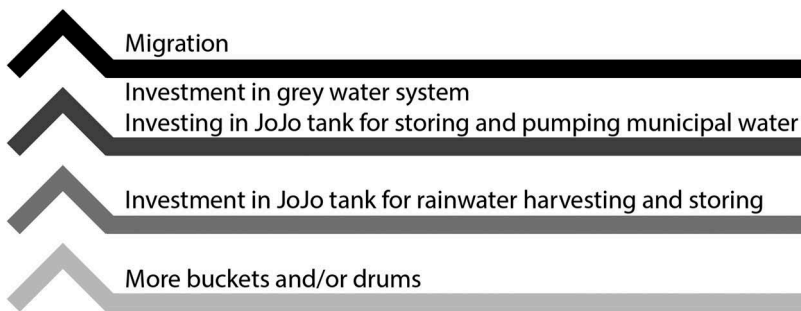 Migration
Investment in grey water system
Investing in JoJo tank for storing and pumping municipal water
Investment in JoJo tank for rainwater harvesting and storing
More buckets and/or drums